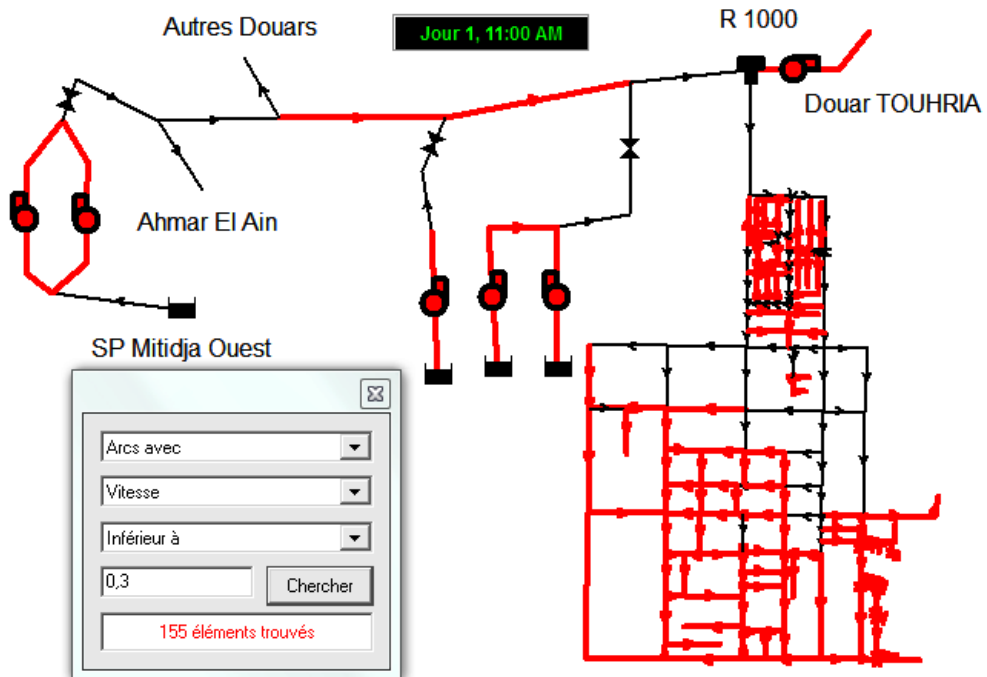 R 1000
Autres Douars
Jour 1, 11:00 AM
Douar TOUHRIA
Ahmar El Ain
SP Mitidja Ouest
Arcs avec
Vitesse
Inférieur à
0,3
Chercher
155 éléments trouvés